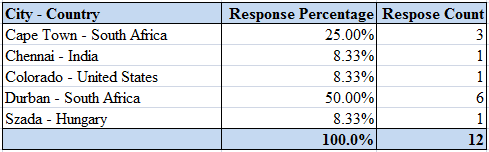 City - Country Response Percentage Respose Count
Cape Town - South Africa 25.00% 3
Chennai - India 8.33% 1
Colorado - United States 8.33% 1
Durban - South Africa 50.00% 6
Szada - Hungary 8.33% 1
100.0% 12